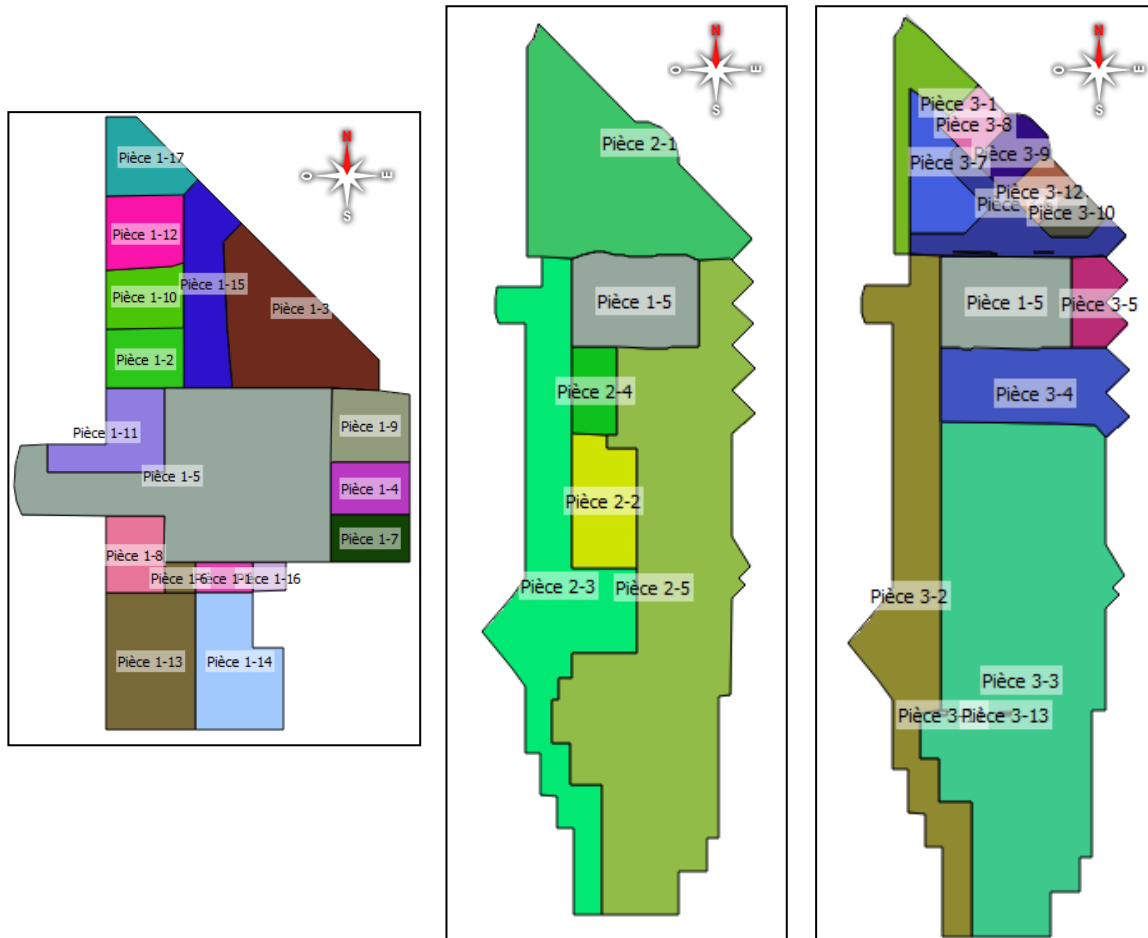 N
O
E
S
Pièce 1-17
Pièce 1-12
Pièce 1-15
Pièce 1-10
Pièce 1-3
Pièce 1-2
Pièce 1-11
Pièce 1-9
Pièce 1-5
Pièce 1-4
Pièce 1-7
Pièce 1-8
Pièce 1-16
Pièce 1-13
Pièce 1-14
N
O
E
S
Pièce 2-1
Pièce 1-5
Pièce 2-4
Pièce 2-2
Pièce 2-3
Pièce 2-5
N
O
E
S
Pièce 3-1
Pièce 3-8
Pièce 3-9
Pièce 3-7
Pièce 3-12
Pièce 3-10
Pièce 1-5
Pièce 3-5
Pièce 3-4
Pièce 3-2
Pièce 3-3
Pièce 3-13